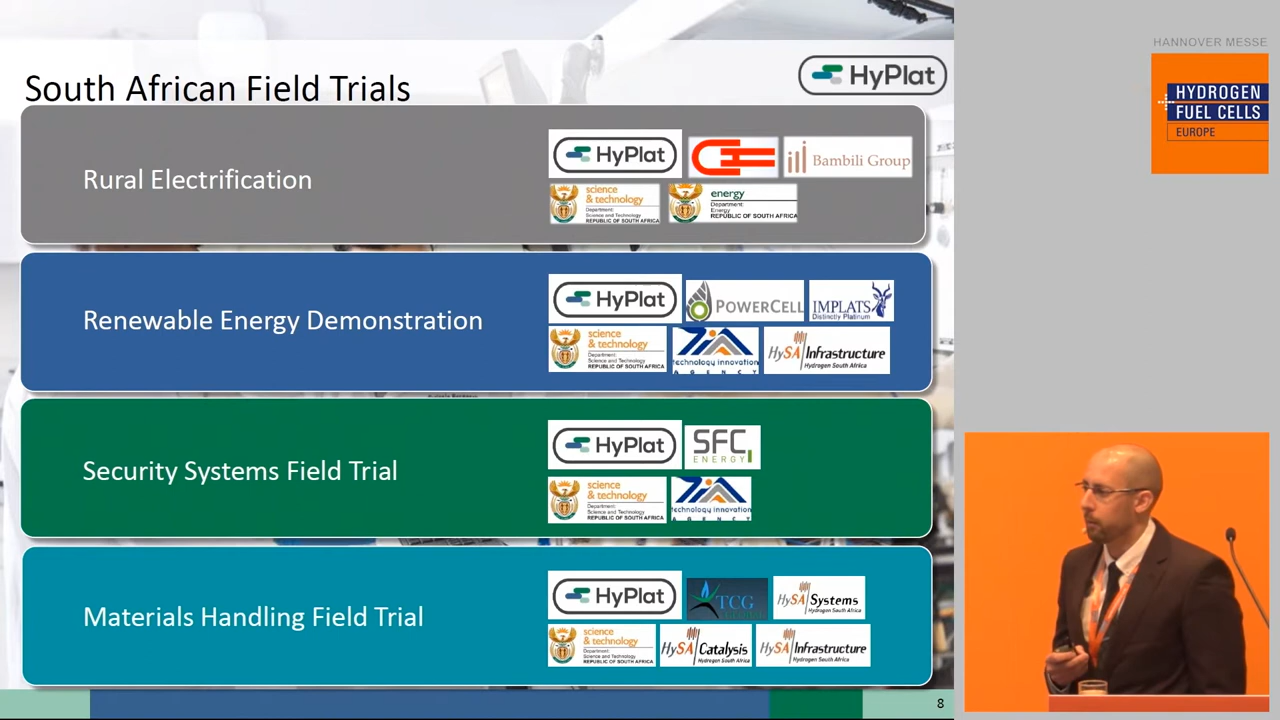 South African Field Trials
HyPlat
Rural Electrification
HyPlat
Bambili Group
science
& technology
Department:
Science and Technology
REPUBLIC OF SOUTH AFRICA
energy
Department:
Energy
REPUBLIC OF SOUTH AFRICA
Renewable Energy Demonstration
HyPlat
POWERCELL
IMPLATS
Distinctly Platinum
science
& technology
Department:
Science and Technology
REPUBLIC OF SOUTH AFRICA
technology innovation
AGENCY
HySA Infrastructure
Hydrogen South Africa
Security Systems Field Trial
HyPlat
SFC
ENERGY
science
& technology
Department:
Science and Technology
REPUBLIC OF SOUTH AFRICA
technology innovation
AGENCY
Materials Handling Field Trial
HyPlat
TCG
HySA Systems
Hydrogen South Africa
science
& technology
Department:
Science and Technology
REPUBLIC OF SOUTH AFRICA
HySA Catalysis
Hydrogen South Africa
HySA Infrastructure
Hydrogen South Africa
8
HANNOVER MESSE
HYDROGEN
FUEL CELLS
EUROPE